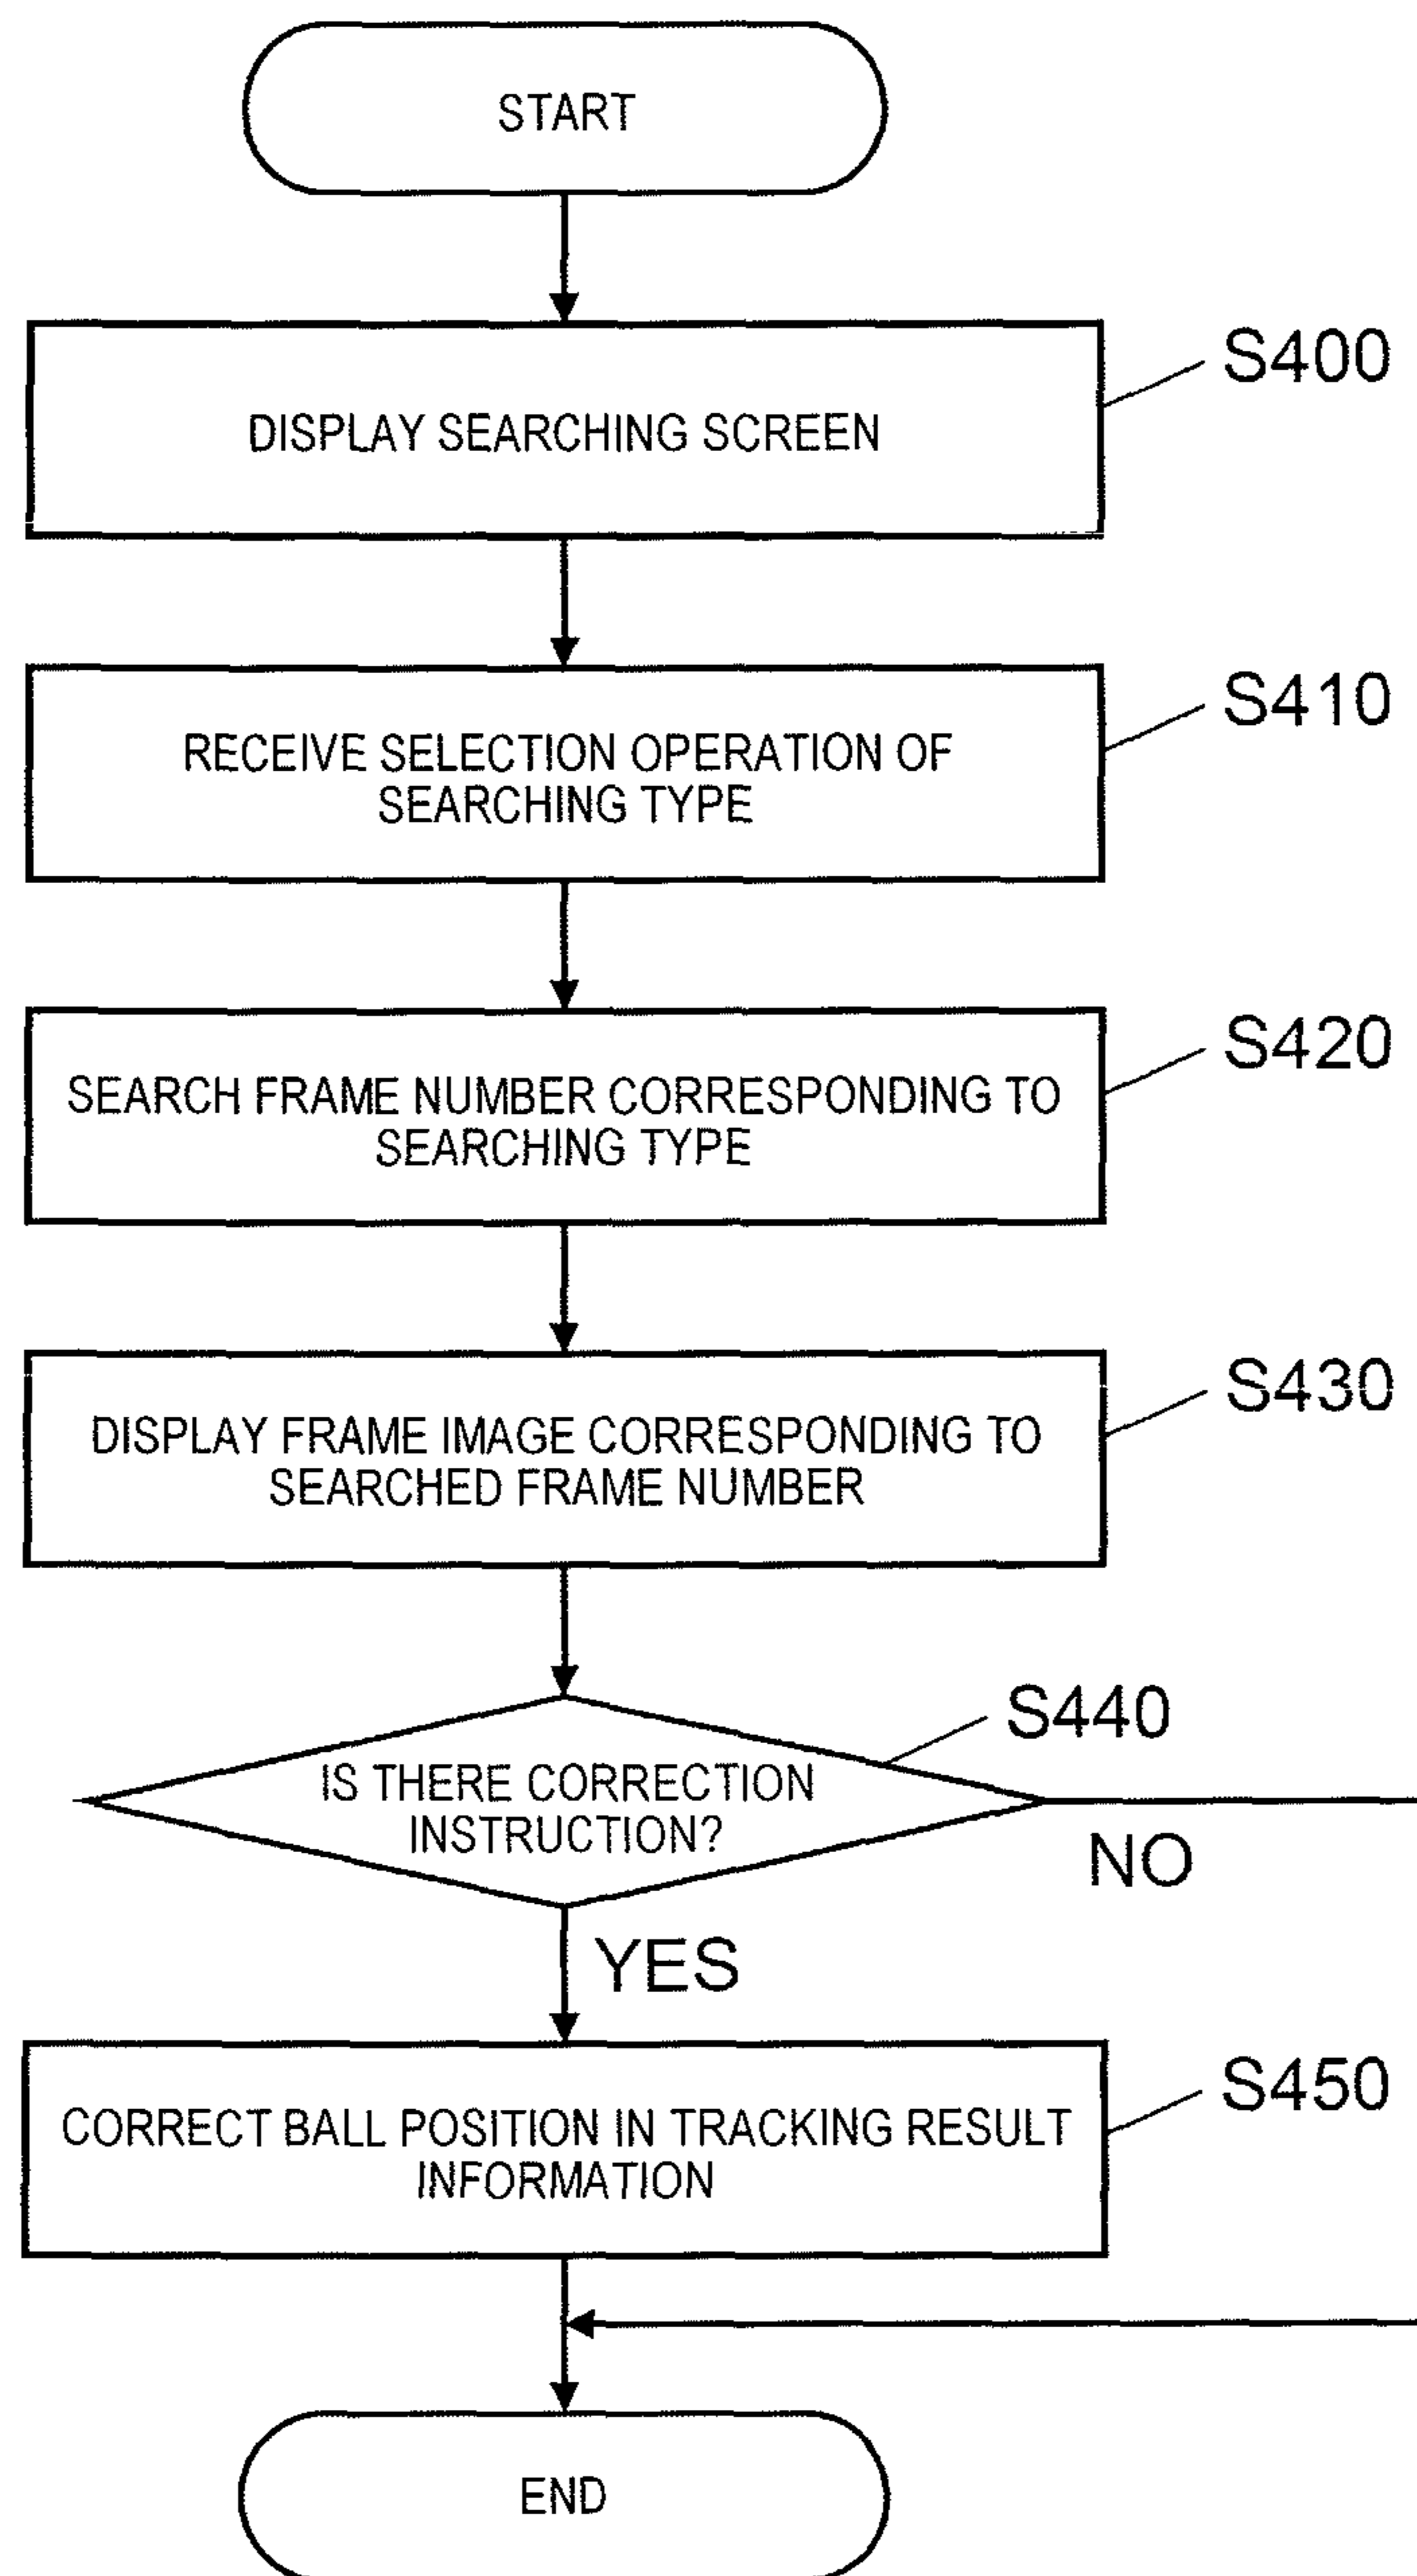 START
S400
DISPLAY SEARCHING SCREEN
S410
RECEIVE SELECTION OPERATION OF
SEARCHING TYPE
S420
SEARCH FRAME NUMBER CORRESPONDING TO
SEARCHING TYPE
S430
DISPLAY FRAME IMAGE CORRESPONDING TO
SEARCHED FRAME NUMBER
S440
IS THERE CORRECTION
INSTRUCTION?
NO
YES
S450
CORRECT BALL POSITION IN TRACKING RESULT
INFORMATION
END